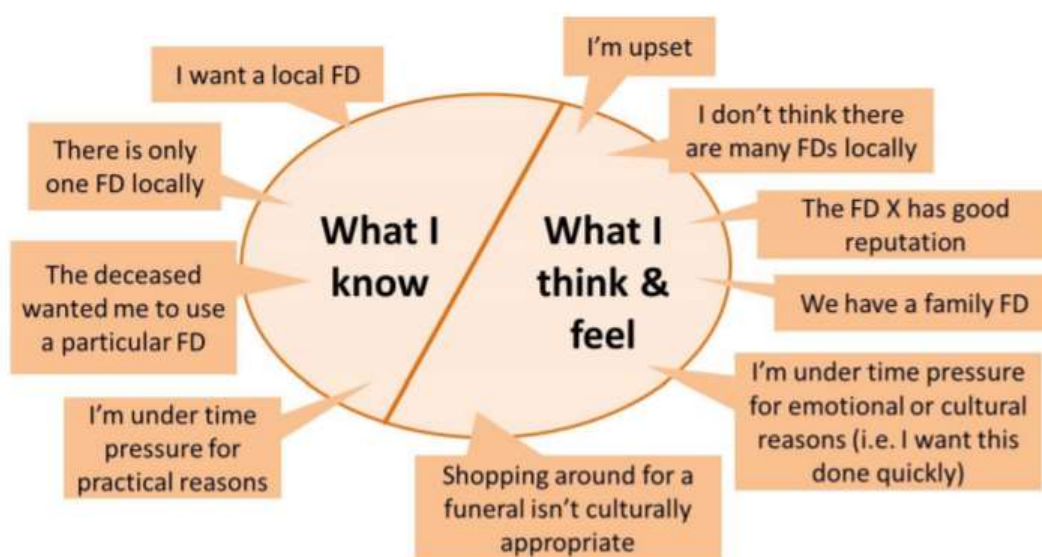 I want a local FD
There is only
one FD locally
The deceased
wanted me to use
a particular FD
I'm under time
pressure for
practical reasons
What I
know
What I
think &
feel
I'm upset
I don't think there
are many FDs locally
The FD X has good
reputation
We have a family FD
I'm under time pressure
for emotional or cultural
reasons (i.e. I want this
done quickly)
Shopping around for a
funeral isn't culturally
appropriate